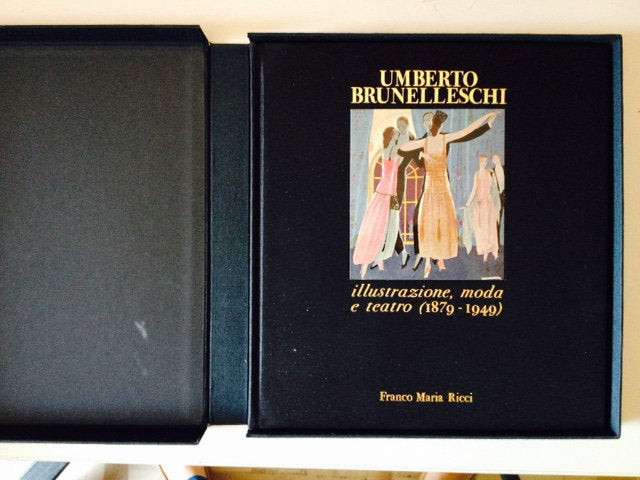 UMBERTO
BRUNELLESCHI
illustrazione, moda
e teatro (1879-1949)
Franco Maria Ricci